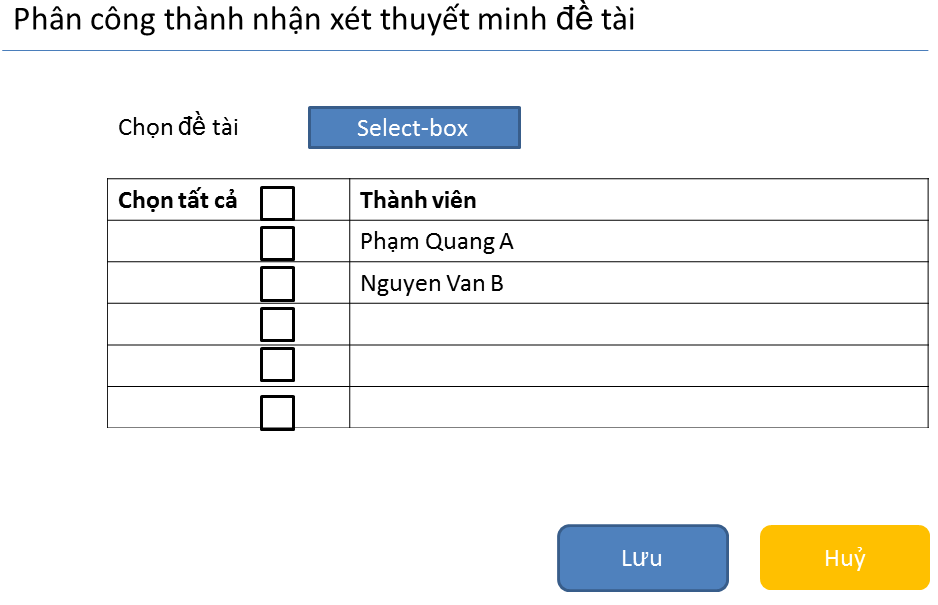 Phân công thành nhận xét thuyết minh đề tài
Chọn đề tài Select-box
Chọn tất cả Thành viên
Phạm Quang A
Nguyen Van B
Lưu Huỷ